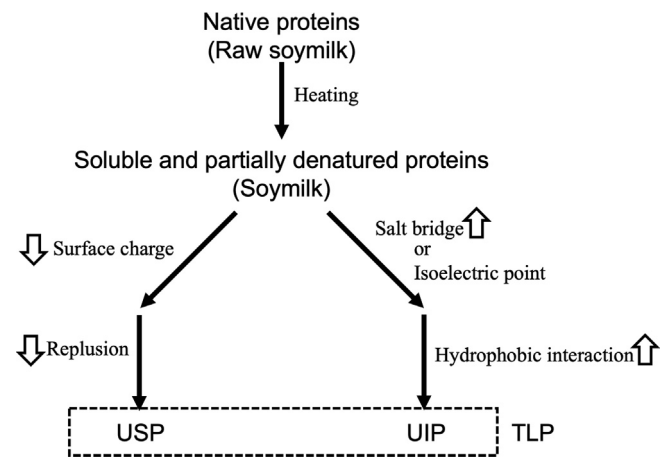 Native proteins
(Raw soymilk)
Heating
Soluble and partially denatured proteins
(Soymilk)
Surface charge
Salt bridge
or
Isoelectric point
Replusion
Hydrophobic interaction
USP
UIP
TLP